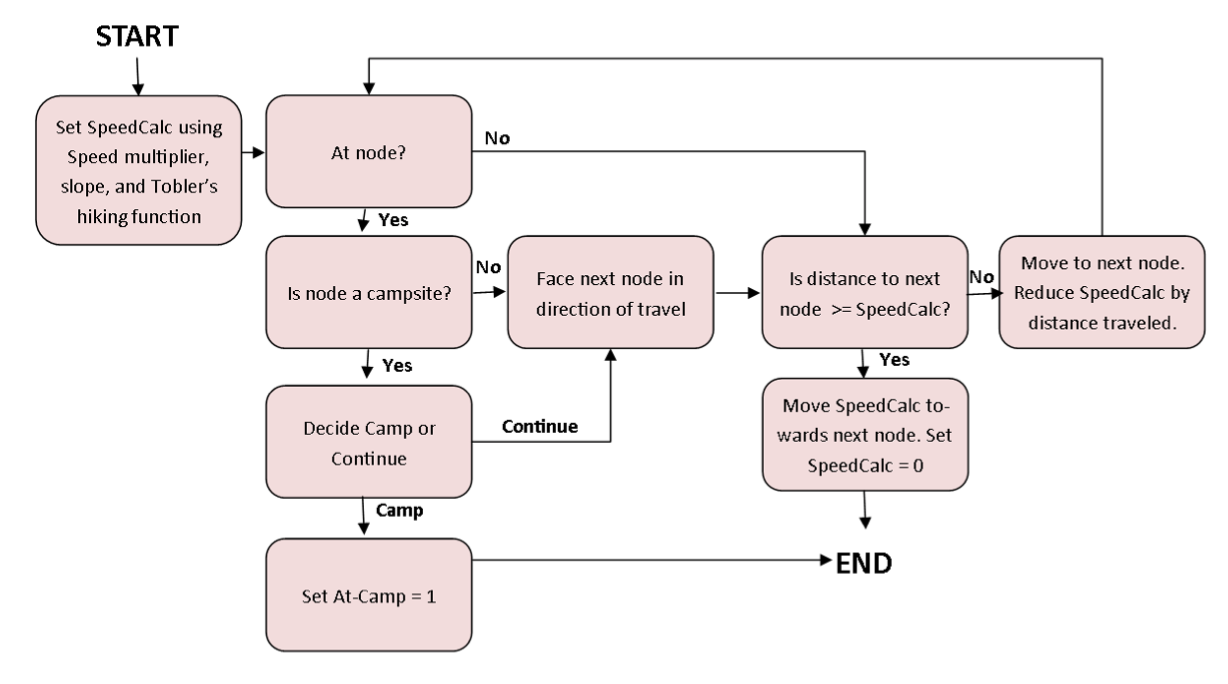 START
Set SpeedCalc using
Speed multiplier,
slope, and Tobler's
hiking function
At node?
No
Yes
Is node a campsite?
No
Face next node in
direction of travel
Is distance to next
node >= SpeedCalc?
No
Move to next node.
Reduce SpeedCalc by
distance traveled.
Yes
Yes
Decide Camp or
Continue
Continue
Move SpeedCalc to-
wards next node. Set
SpeedCalc = 0
Camp
Set At-Camp = 1
END